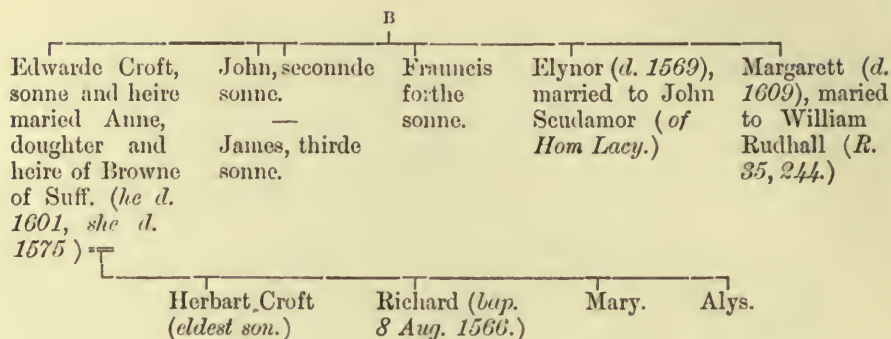 B
Edwarde Croft,
sonne and heire
maried Anne,
doughter and
heire of Browne
of Suff. (he d.
1601, she d.
1575)
John, seconnde
sonne.
—
James, thirde
sonne.
Frauncis
forthe
sonne.
Elynor (d. 1569),
married to John
Scudamor (of
Hom Lacy.)
Margarett (d.
1609), maried
to William
Rudhall (R.
35, 244.)
Herbart Croft
(eldest son.)
Richard (bap.
8 Aug. 1566.)
Mary.
Alys.